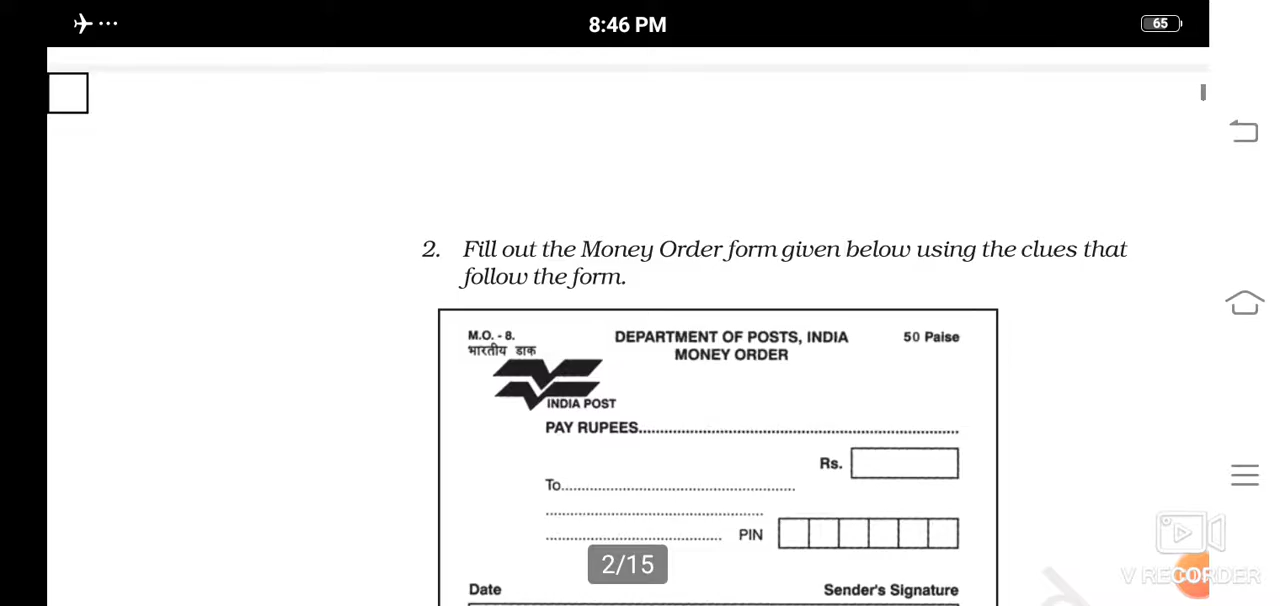 8:46 PM
65
2. Fill out the Money Order form given below using the clues that
follow the form.
M.O. - 8.
भारतीय डाक
DEPARTMENT OF POSTS, INDIA
MONEY ORDER
50 Paise
INDIA POST
PAY RUPEES
Rs.
To
PIN
2/15
Date
Sender's Signature
V RECORDER